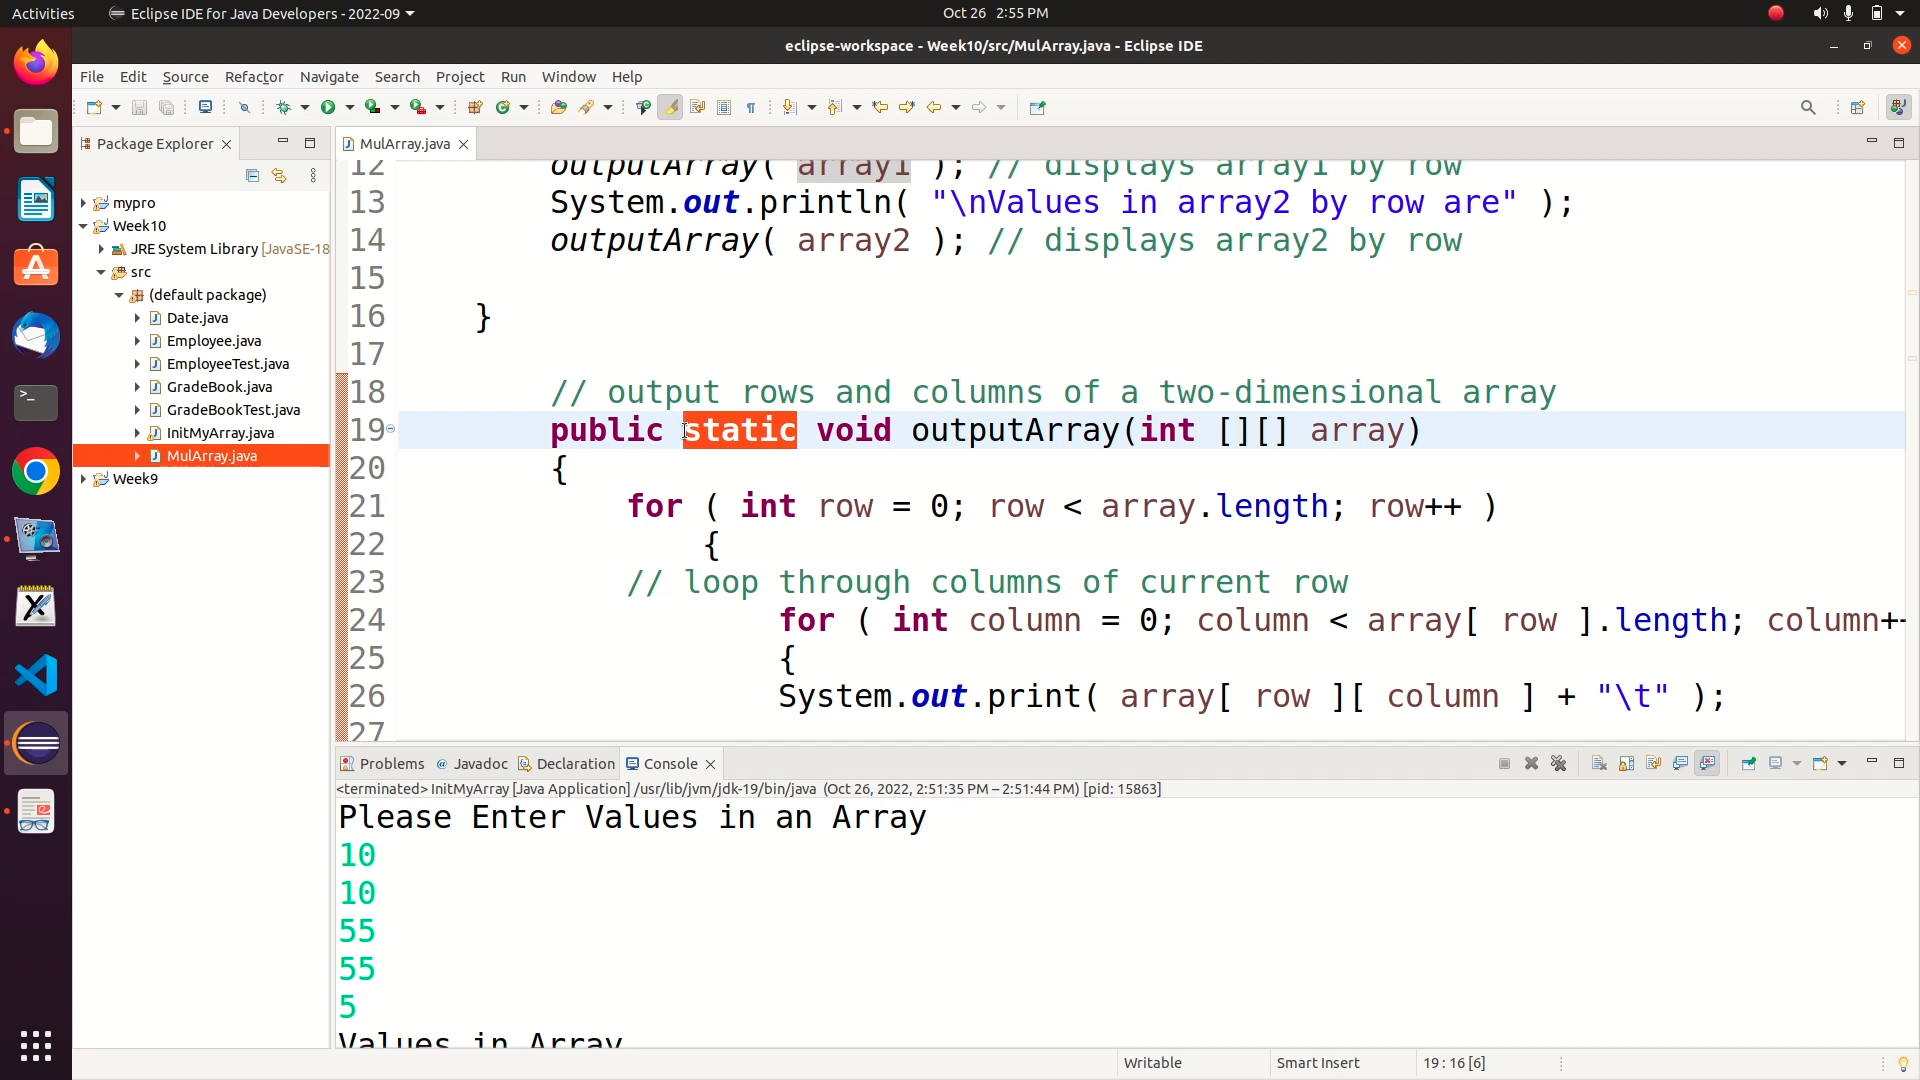 Activities Eclipse IDE for Java Developers - 2022-09 Oct 26 2:55 PM
eclipse-workspace - Week10/src/MulArray.java - Eclipse IDE
File Edit Source Refactor Navigate Search Project Run Window Help
Package Explorer
mypro
Week10
JRE System Library [JavaSE-18
src
(default package)
Date.java
Employee.java
EmployeeTest.java
GradeBook.java
GradeBookTest.java
InitMyArray.java
MulArray.java
Week9
MulArray.java
12 outputArray( array1 ); // displays array1 by row
13 System.out.println( "\nValues in array2 by row are" );
14 outputArray( array2 ); // displays array2 by row
15
16 }
17
18 // output rows and columns of a two-dimensional array
19 public static void outputArray(int [][] array)
20 {
21 for ( int row = 0; row < array.length; row++ )
22 {
23 // loop through columns of current row
24 for ( int column = 0; column < array[ row ].length; column+
25 {
26 System.out.print( array[ row ][ column ] + "\t" );
27
Problems Javadoc Declaration Console
<terminated> InitMyArray [Java Application] /usr/lib/jvm/jdk-19/bin/java (Oct 26, 2022, 2:51:35 PM – 2:51:44 PM) [pid: 15863]
Please Enter Values in an Array
10
10
55
55
5
Values in Array
Writable Smart Insert 19 : 16 [6]